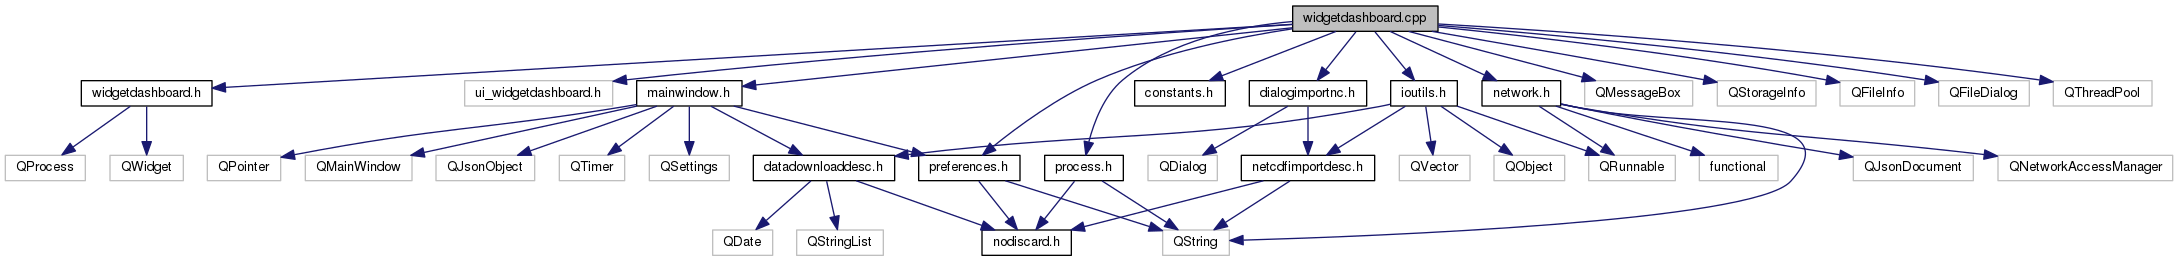 widgetdashboard.cpp
widgetdashboard.h
ui_widgetdashboard.h
mainwindow.h
constants.h
dialogimportnc.h
ioutils.h
network.h
QMessageBox
QStorageInfo
QFileInfo
QFileDialog
QThreadPool
QProcess
QWidget
QPointer
QMainWindow
QJsonObject
QTimer
QSettings
datadownloaddesc.h
preferences.h
process.h
QDialog
netcdfimportdesc.h
QVector
QObject
QRunnable
functional
QJsonDocument
QNetworkAccessManager
QDate
QStringList
nodiscard.h
QString